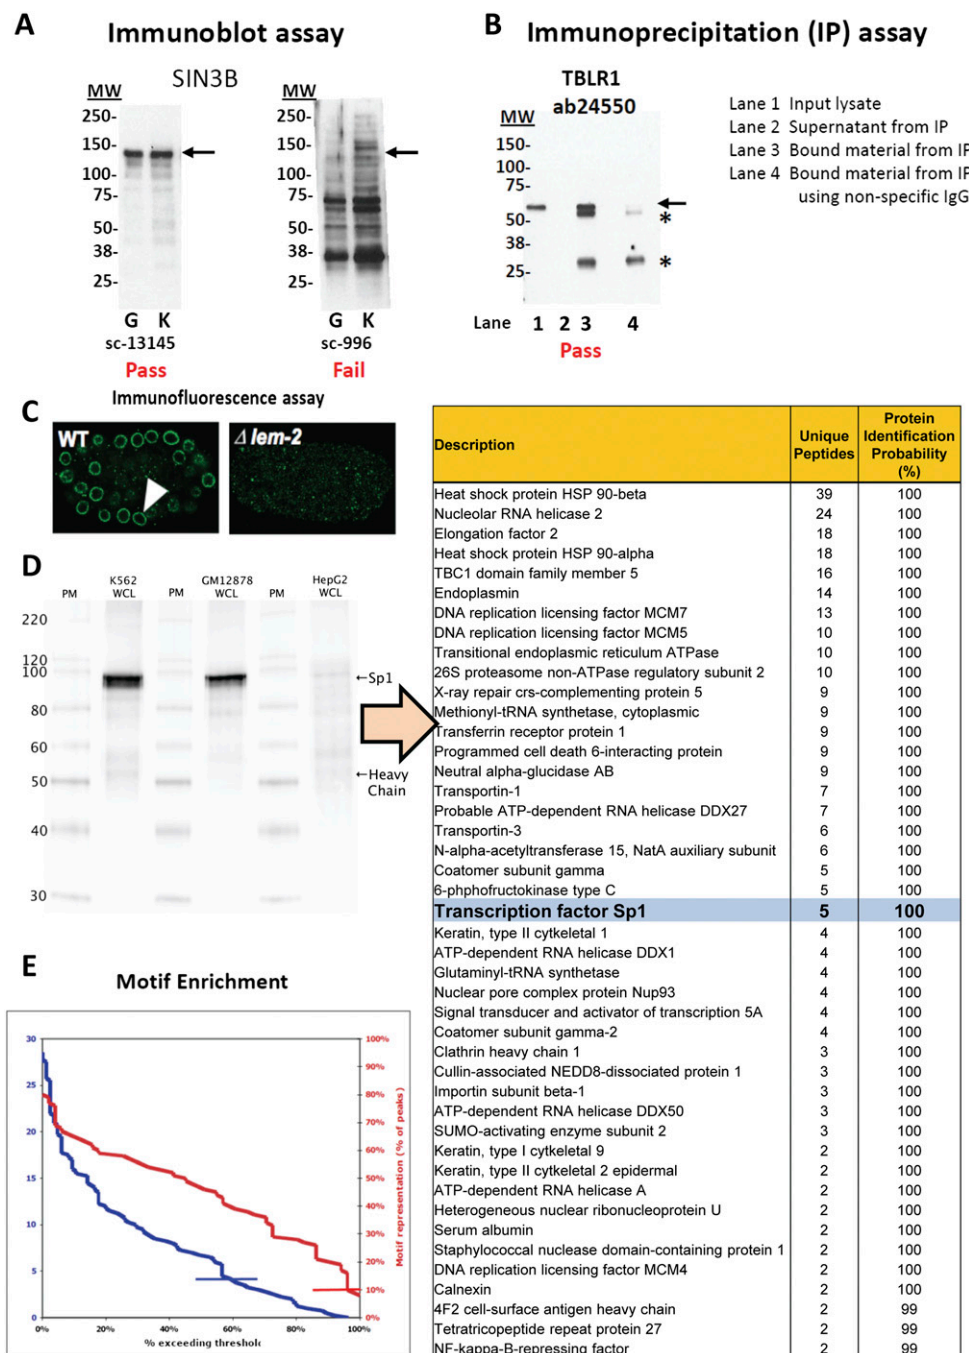 A
Immunoblot assay
SIN3B
MW
250-
150-
100-
75-
50-
38-
25-
G K
sc-13145
Pass
MW
250-
150-
100-
75-
50-
38-
25-
G K
sc-996
Fail
B
Immunoprecipitation (IP) assay
TBLR1
ab24550
MW
150-
100-
75-
50-
38-
25-
*
*
Lane 1 2 3 4
Pass
Lane 1 Input lysate
Lane 2 Supernatant from IP
Lane 3 Bound material from IP
Lane 4 Bound material from IP
using non-specific IgG
C
Immunofluorescence assay
WT
Δ lem-2
D
PM
K562
WCL
PM
GM12878
WCL
PM
HepG2
WCL
220
120
100
80
60
50
40
30
←Sp1
←Heavy
Chain
Description Unique Peptides Protein Identification Probability (%)
Heat shock protein HSP 90-beta 39 100
Nucleolar RNA helicase 2 24 100
Elongation factor 2 18 100
Heat shock protein HSP 90-alpha 18 100
TBC1 domain family member 5 16 100
Endoplasmin 14 100
DNA replication licensing factor MCM7 13 100
DNA replication licensing factor MCM5 10 100
Transitional endoplasmic reticulum ATPase 10 100
26S proteasome non-ATPase regulatory subunit 2 10 100
X-ray repair crs-complementing protein 5 9 100
Methionyl-tRNA synthetase, cytoplasmic 9 100
Transferrin receptor protein 1 9 100
Programmed cell death 6-interacting protein 9 100
Neutral alpha-glucidase AB 9 100
Transportin-1 7 100
Probable ATP-dependent RNA helicase DDX27 7 100
Transportin-3 6 100
N-alpha-acetyltransferase 15, NatA auxiliary subunit 6 100
Coatomer subunit gamma 5 100
6-phphofructokinase type C 5 100
Transcription factor Sp1 5 100
Keratin, type II cytkeletal 1 4 100
ATP-dependent RNA helicase DDX1 4 100
Glutaminyl-tRNA synthetase 4 100
Nuclear pore complex protein Nup93 4 100
Signal transducer and activator of transcription 5A 4 100
Coatomer subunit gamma-2 4 100
Clathrin heavy chain 1 3 100
Cullin-associated NEDD8-dissociated protein 1 3 100
Importin subunit beta-1 3 100
ATP-dependent RNA helicase DDX50 3 100
SUMO-activating enzyme subunit 2 3 100
Keratin, type I cytkeletal 9 2 100
Keratin, type II cytkeletal 2 epidermal 2 100
ATP-dependent RNA helicase A 2 100
Heterogeneous nuclear ribonucleoprotein U 2 100
Serum albumin 2 100
Staphylococcal nuclease domain-containing protein 1 2 100
DNA replication licensing factor MCM4 2 100
Calnexin 2 100
4F2 cell-surface antigen heavy chain 2 99
Tetratricopeptide repeat protein 27 2 99
NF-kappa-B-repressing factor 2 99
E
Motif Enrichment
30
25
20
15
10
5
0
100%
90%
80%
70%
60%
50%
40%
30%
20%
10%
0%
Motif representation (% of peaks)
0% 20% 40% 60% 80% 100%
% exceeding threshold